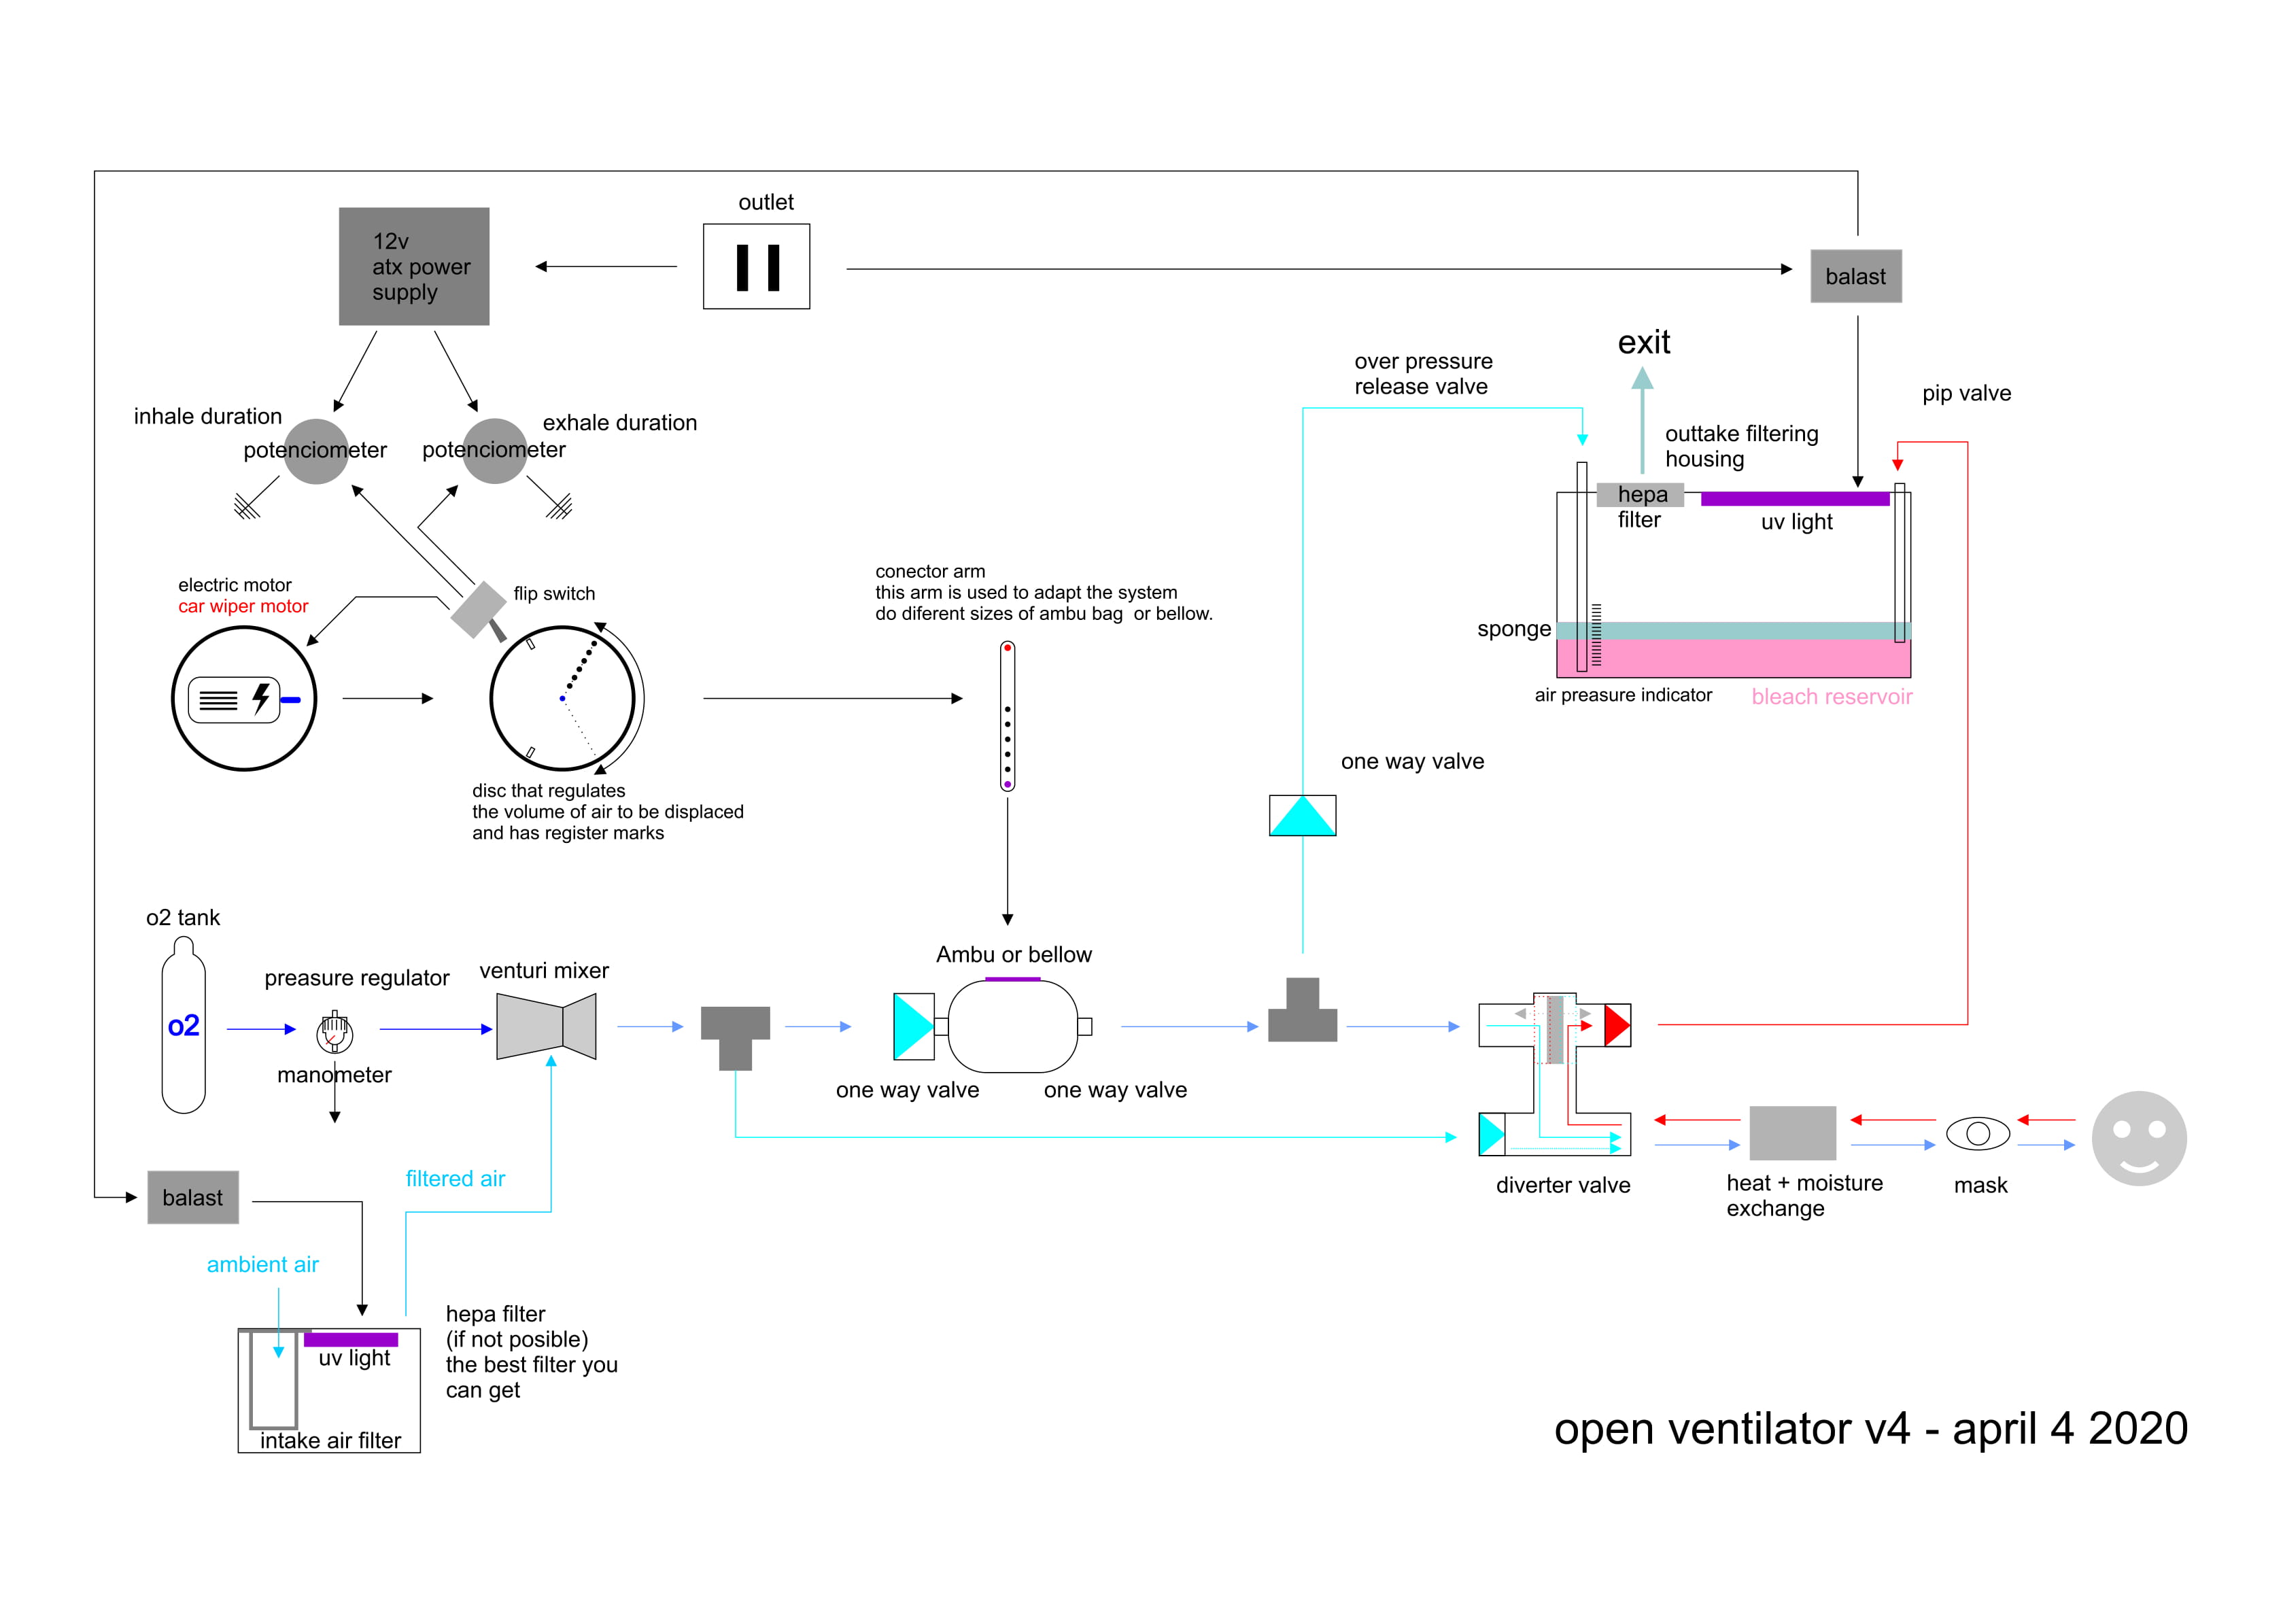 outlet
12v
atx power
supply
balast
exit
over pressure
release valve
pip valve
inhale duration
exhale duration
potenciometer
potenciometer
outtake filtering
housing
hepa
filter
uv light
electric motor
car wiper motor
flip switch
conector arm
this arm is used to adapt the system
do diferent sizes of ambu bag or bellow.
sponge
air preasure indicator
bleach reservoir
one way valve
disc that regulates
the volume of air to be displaced
and has register marks
o2 tank
o2
preasure regulator
manometer
venturi mixer
Ambu or bellow
one way valve
one way valve
diverter valve
heat + moisture
exchange
mask
balast
filtered air
ambient air
uv light
intake air filter
hepa filter
(if not posible)
the best filter you
can get
open ventilator v4 - april 4 2020